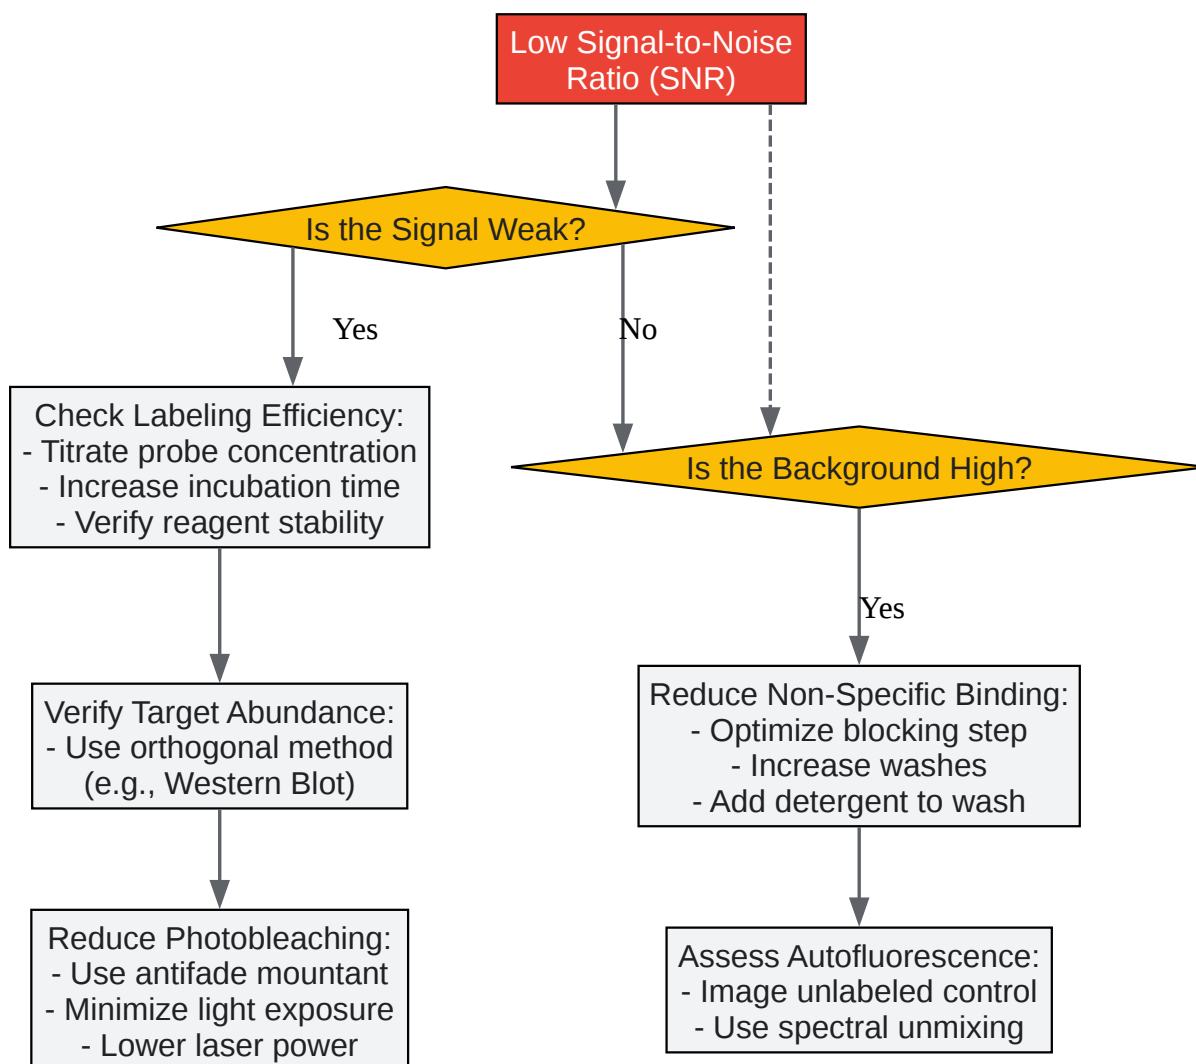 Low Signal-to-Noise
Ratio (SNR)
Is the Signal Weak?
Yes
No
Check Labeling Efficiency:
- Titrate probe concentration
- Increase incubation time
- Verify reagent stability
Is the Background High?
Yes
Verify Target Abundance:
- Use orthogonal method
(e.g., Western Blot)
Reduce Non-Specific Binding:
- Optimize blocking step
- Increase washes
- Add detergent to wash
Reduce Photobleaching:
- Use antifade mountant
- Minimize light exposure
- Lower laser power
Assess Autofluorescence:
- Image unlabeled control
- Use spectral unmixing